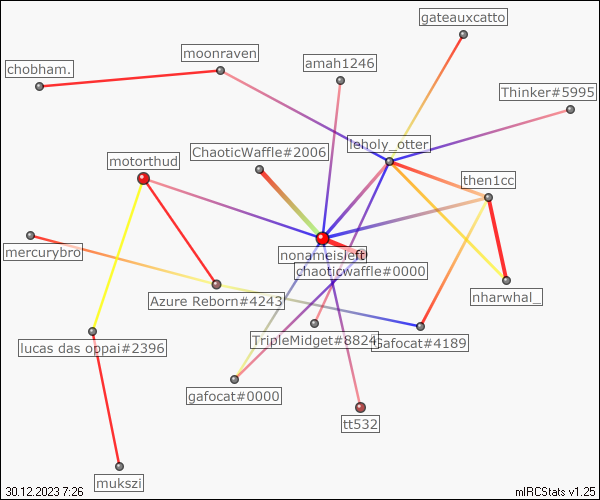 gateauxcatto
moonraven
amah1246
chobham.
Thinker#5995
leholy_otter
ChaoticWaffle#2006
motorthud
then1cc
mercurybro
nonameisleft
chaoticwaffle#0000
nharwhal_
Azure Reborn#4243
TripleMidget#8824
Gafocat#4189
lucas das oppai#2396
gafocat#0000
tt532
mukszi
30.12.2023 7:26
mIRCStats v1.25